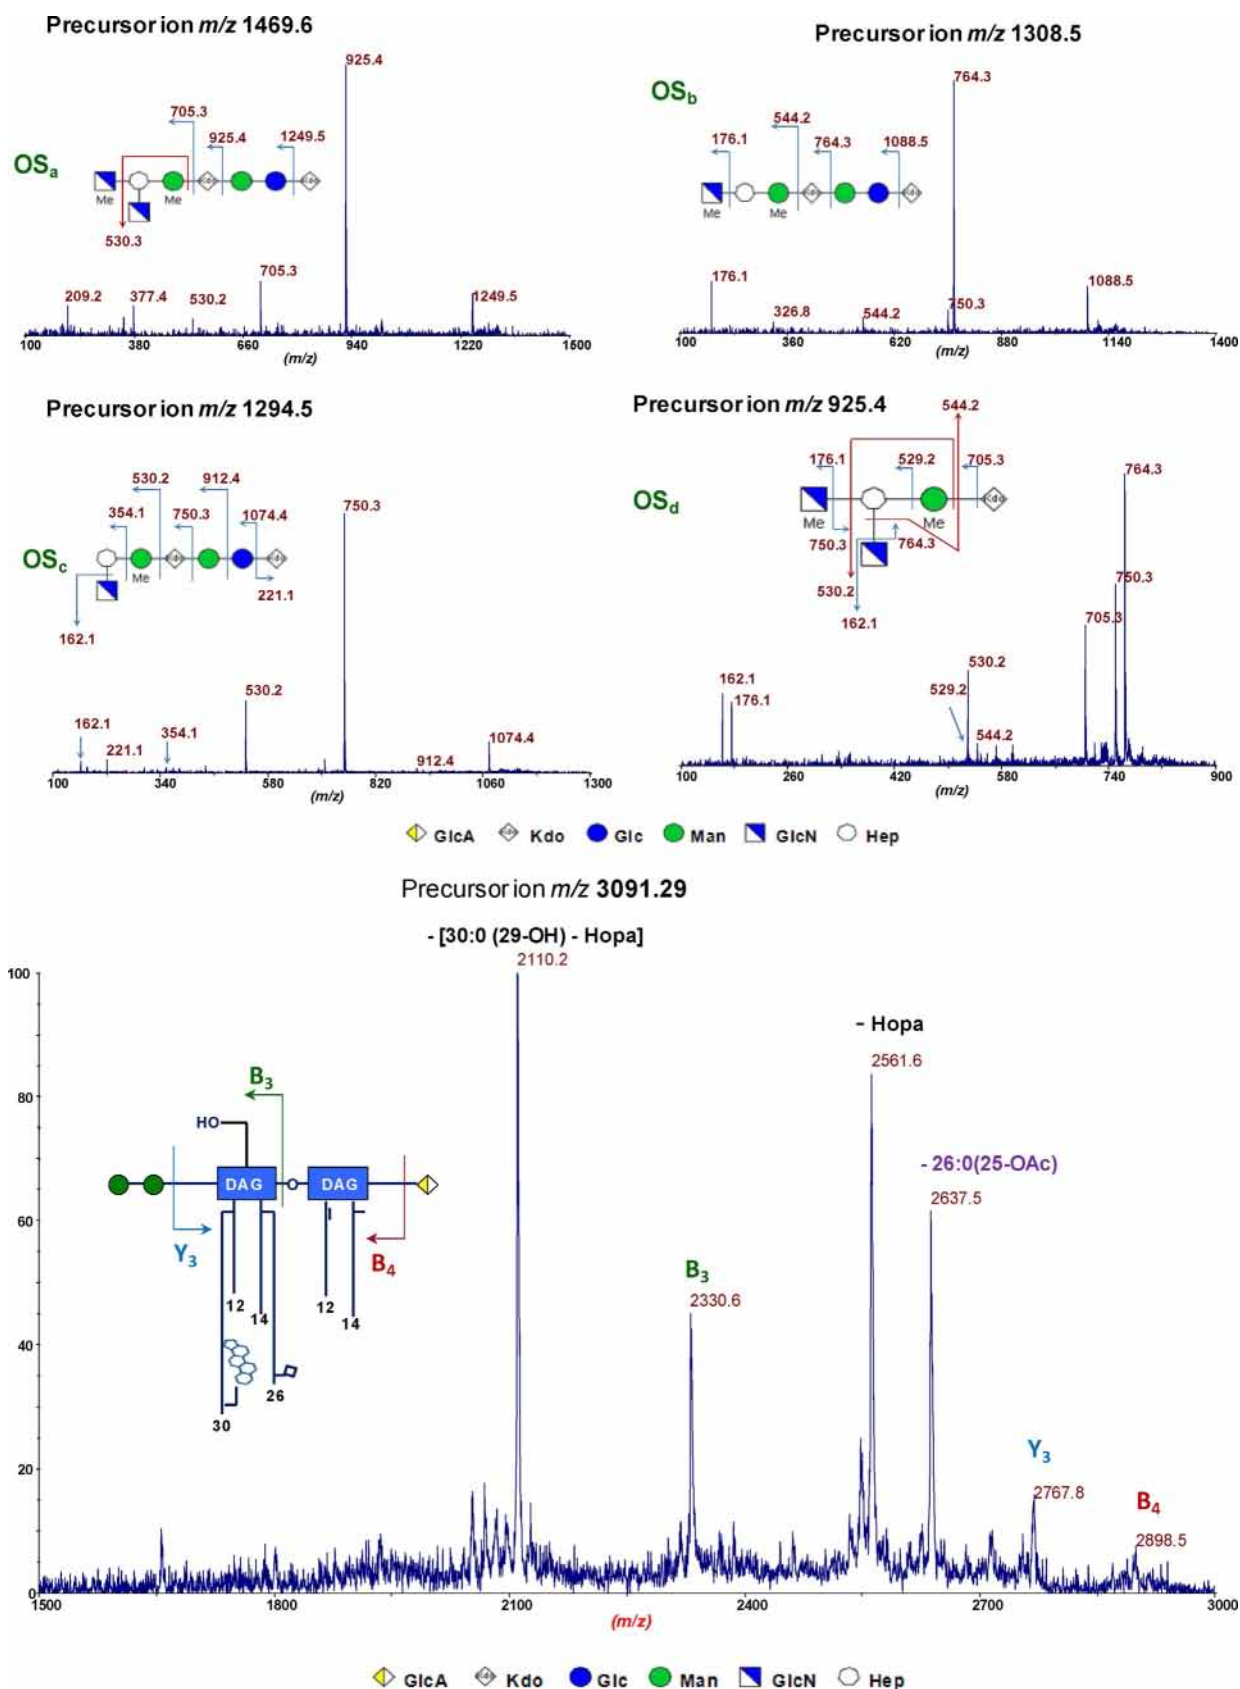 Precursor ion m/z 1469.6
925.4
705.3
925.4
1249.5
OSa
Me
Me
Kdo
Kdo
530.3
705.3
209.2
377.4
530.2
1249.5
100 380 660 940 1220 1500
(m/z)
Precursor ion m/z 1308.5
764.3
OSb
544.2
176.1
764.3
1088.5
Me
Me
Kdo
Kdo
176.1
326.8
544.2
750.3
1088.5
100 360 620 880 1140 1400
(m/z)
Precursor ion m/z 1294.5
530.2
912.4
750.3
354.1
750.3
1074.4
OSc
Me
Kdo
Kdo
221.1
162.1
530.2
162.1
221.1
354.1
912.4
1074.4
100 340 580 820 1060 1300
(m/z)
Precursor ion m/z 925.4
544.2
176.1
529.2
705.3
764.3
OSd
Me
Me
Kdo
750.3
764.3
530.2
162.1
750.3
705.3
530.2
162.1
176.1
529.2
544.2
100 260 420 580 740 900
(m/z)
GlcA Kdo Glc Man GlcN Hep
Precursor ion m/z 3091.29
- [30:0 (29-OH) - Hopa]
2110.2
100
- Hopa
2561.6
B3
80
HO
- 26:0(25-OAc)
DAG
DAG
2637.5
60
Y3
B4
B3
2330.6
12
14
12
14
40
26
30
Y3
20
2767.8
B4
2898.5
0
1500 1800 2100 2400 2700 3000
(m/z)
GlcA Kdo Glc Man GlcN Hep